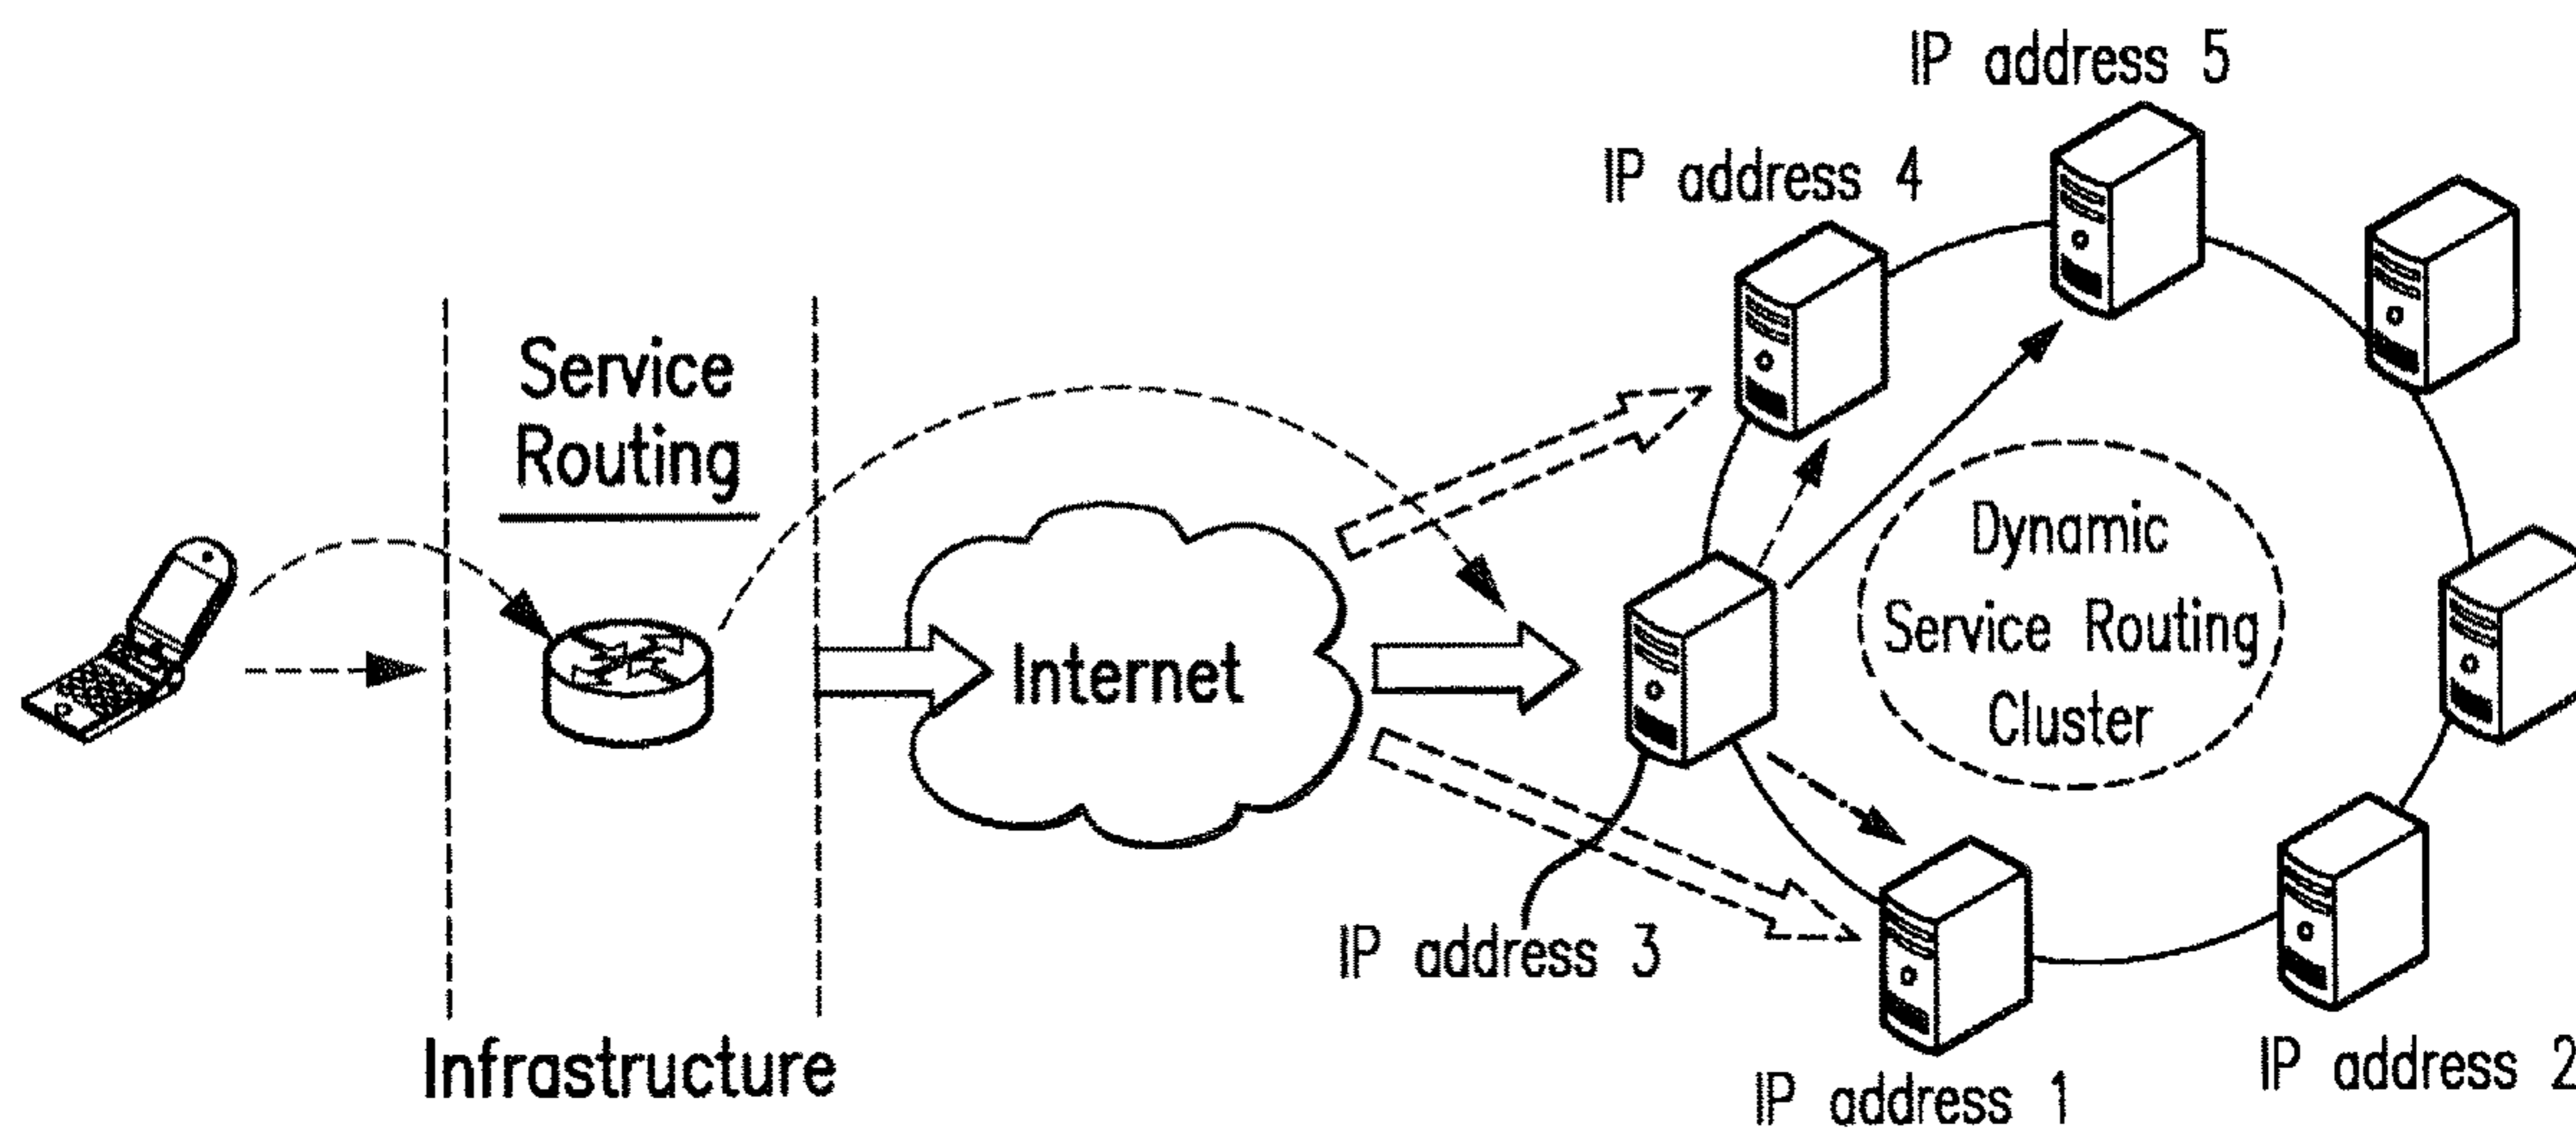 IP address 5
IP address 4
Service
Routing
Dynamic
Service Routing
Cluster
Internet
IP address 3
Infrastructure
IP address 1
IP address 2